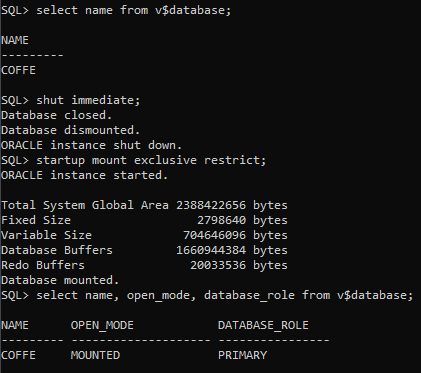 SQL> select name from v$database;
NAME
---------
COFFE
SQL> shut immediate;
Database closed.
Database dismounted.
ORACLE instance shut down.
SQL> startup mount exclusive restrict;
ORACLE instance started.
Total System Global Area 2388422656 bytes
Fixed Size                  2798640 bytes
Variable Size             704646096 bytes
Database Buffers         1660944384 bytes
Redo Buffers               20033536 bytes
Database mounted.
SQL> select name, open_mode, database_role from v$database;
NAME      OPEN_MODE            DATABASE_ROLE
--------- -------------------- ----------------
COFFE     MOUNTED              PRIMARY